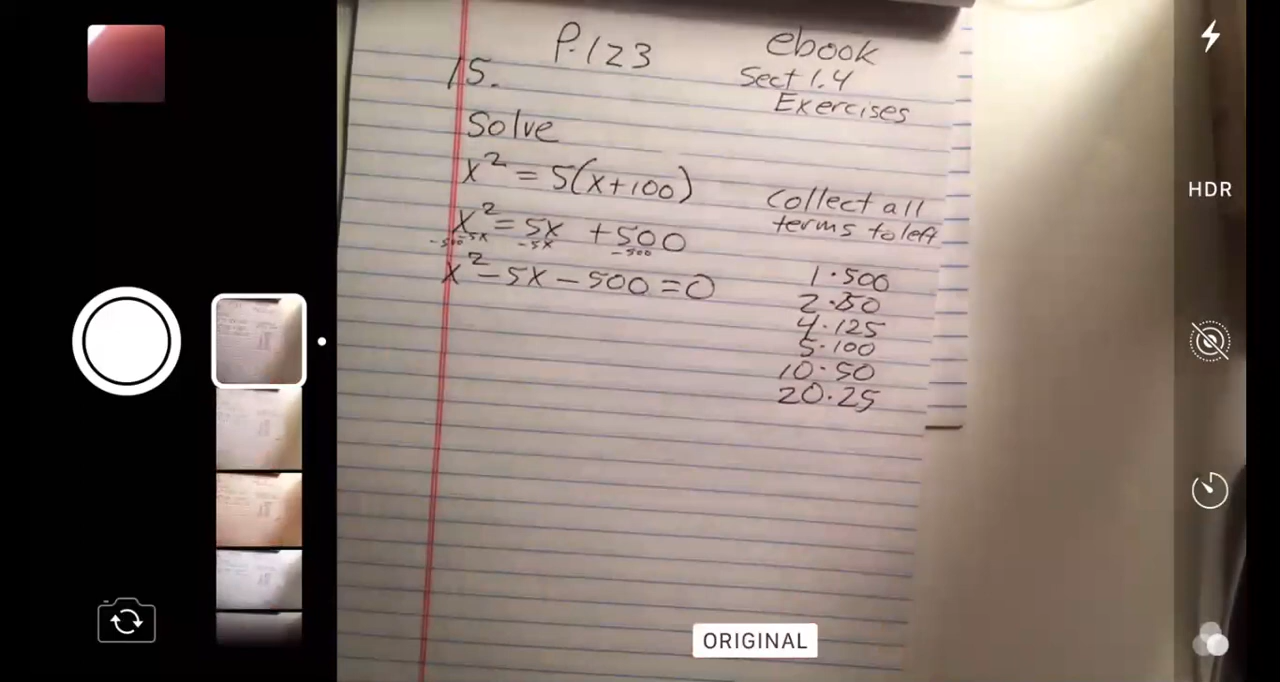 P.123
ebook
15.
Sect 1.4
Exercises
Solve
x² = 5(x+100)
collect all
terms to left
x² = 5x + 500
-500 -5x -5x -500
x² - 5x - 500 = 0
1·500
2·250
4·125
5·100
10·50
20·25
HDR
ORIGINAL